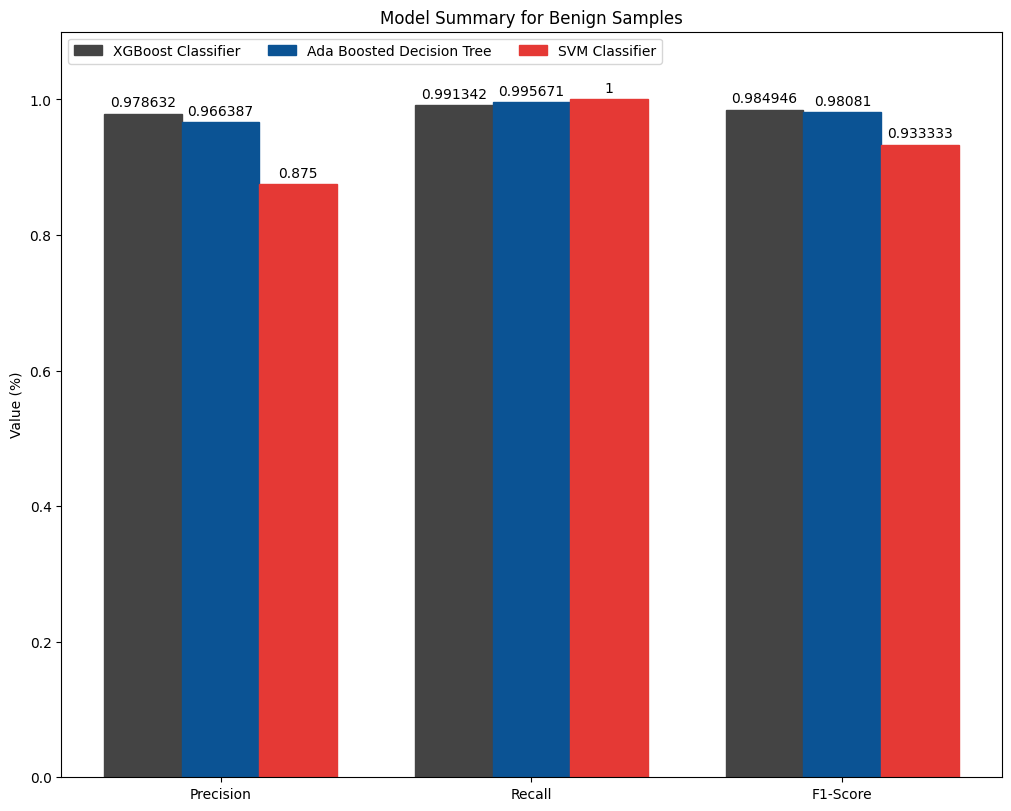 Model Summary for Benign Samples
XGBoost Classifier Ada Boosted Decision Tree SVM Classifier
0.978632 0.966387 0.875 0.991342 0.995671 1 0.984946 0.98081 0.933333
Value (%)
1.0
0.8
0.6
0.4
0.2
0.0
Precision Recall F1-Score